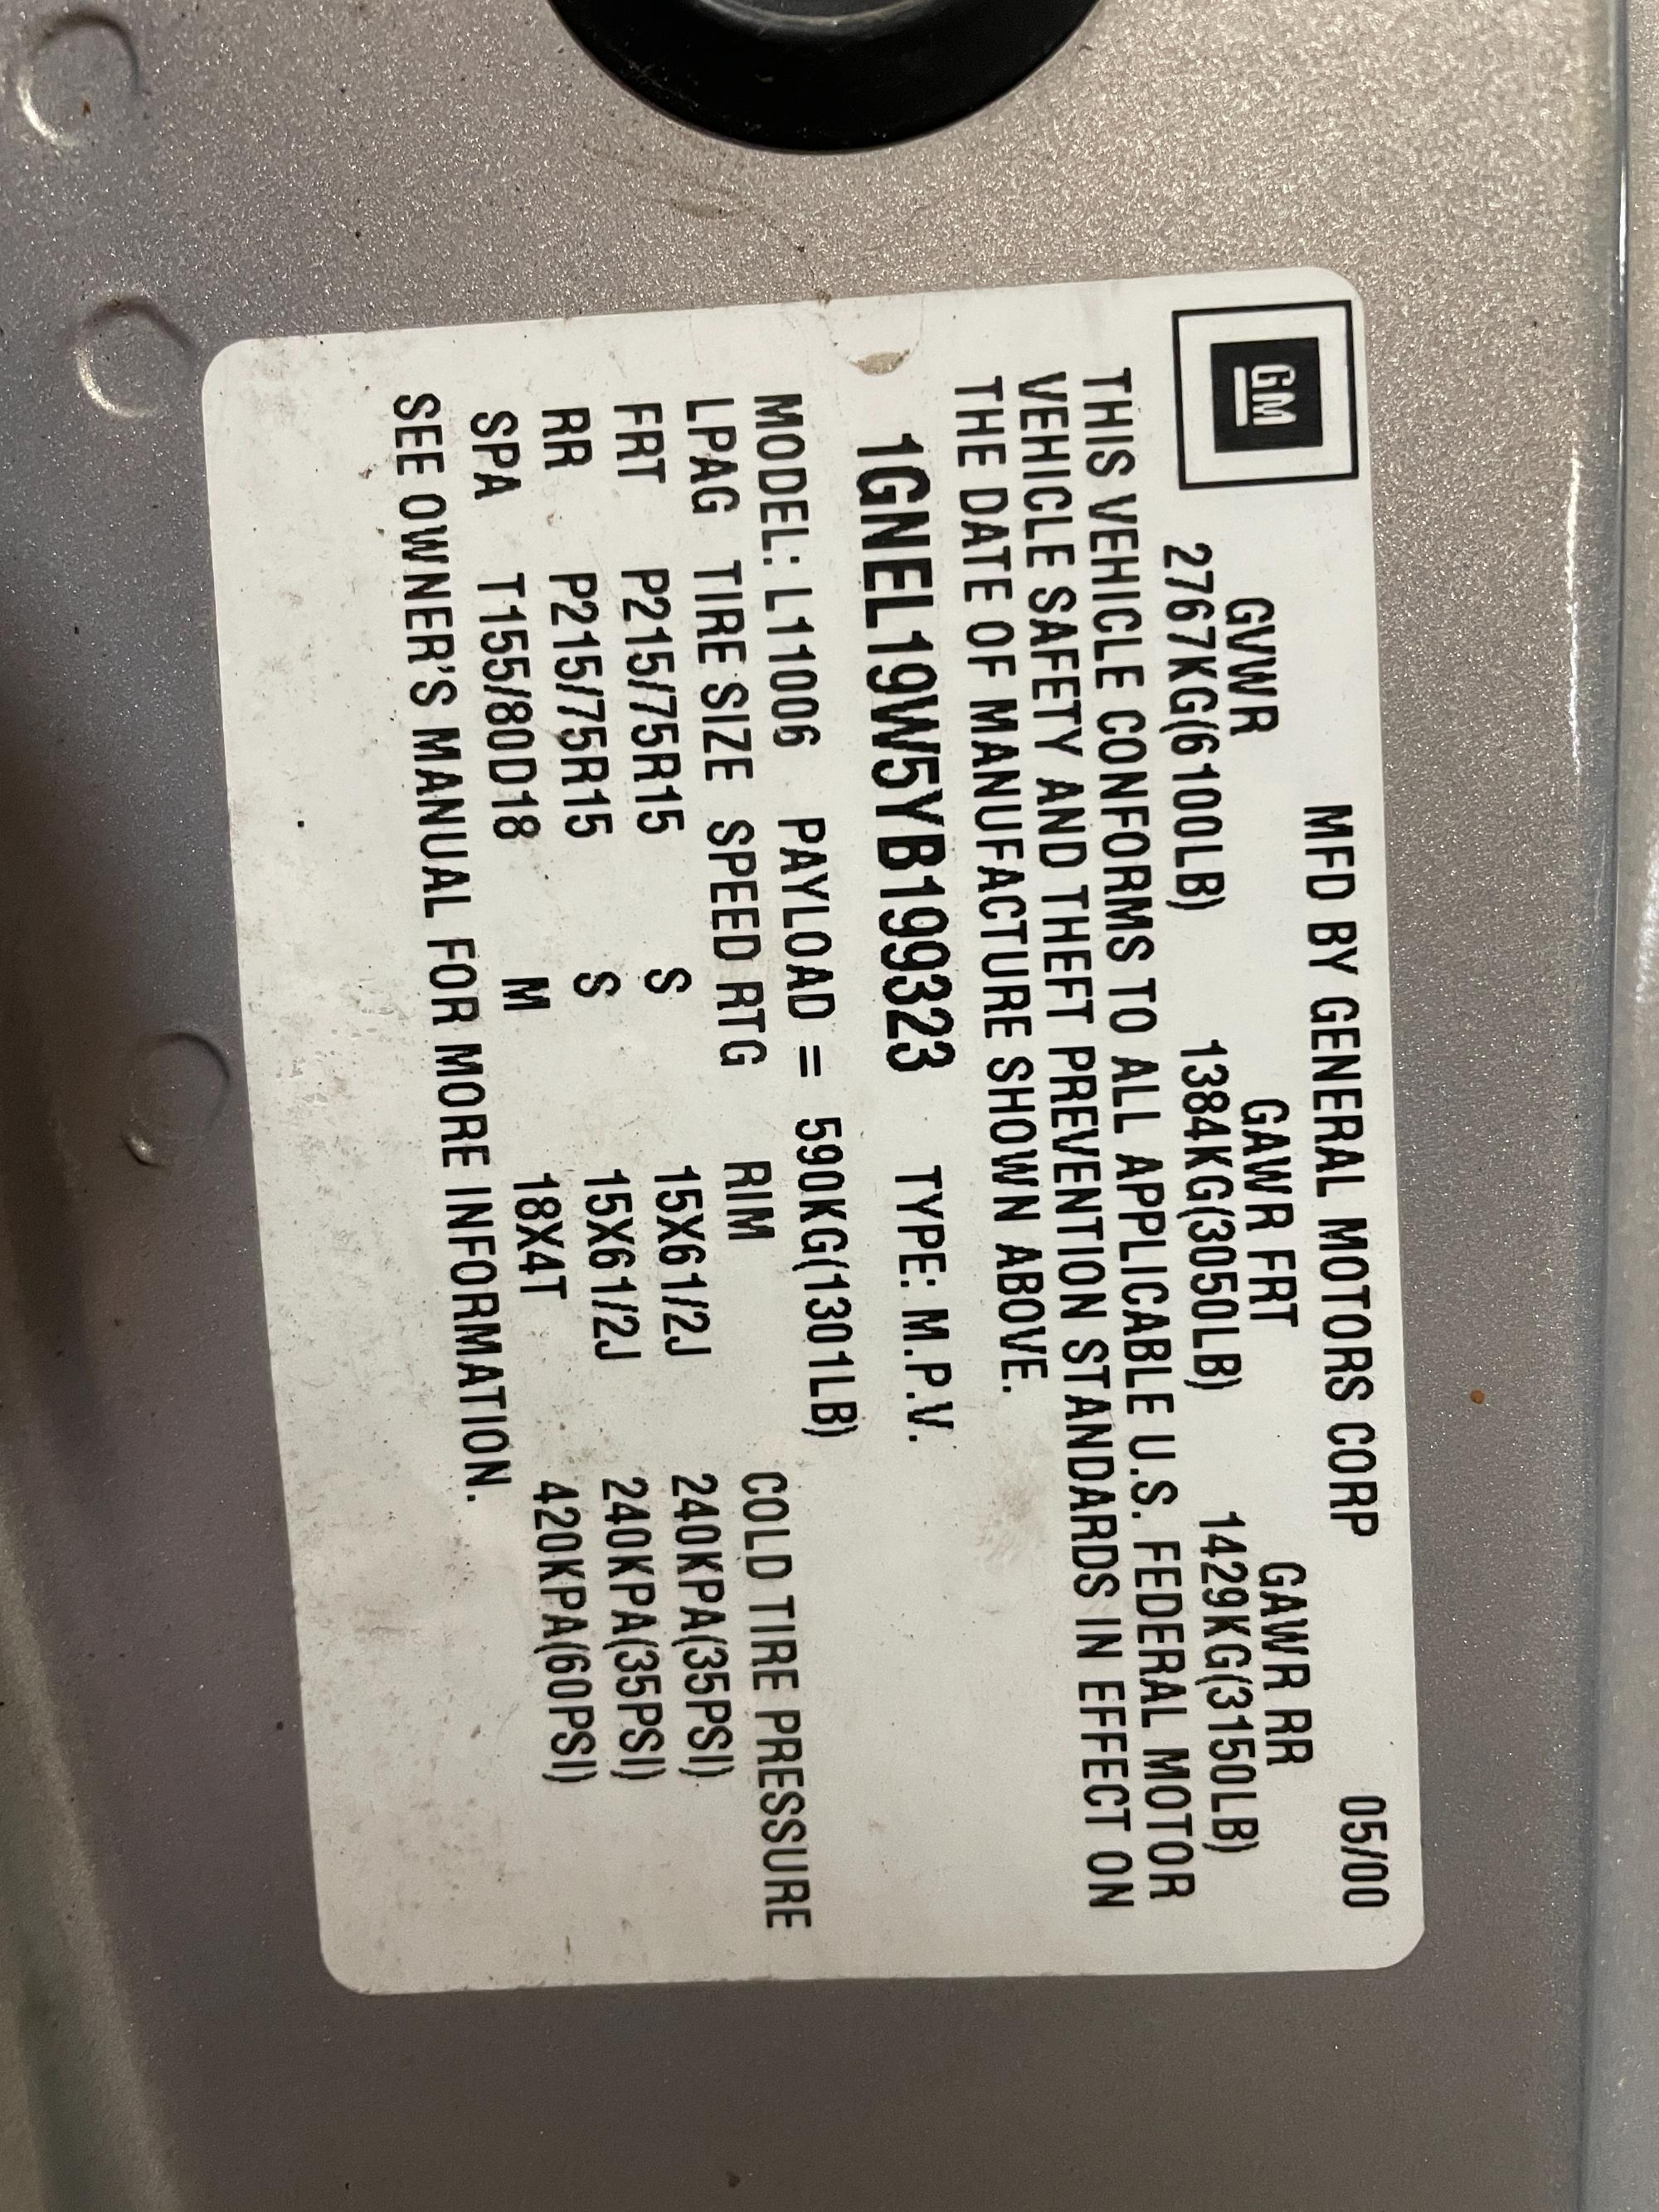 GM
MFD BY GENERAL MOTORS CORP 05/00
GVWR GAWR FRT GAWR RR
2767KG(6100LB) 1384KG(3050LB) 1429KG(3150LB)
THIS VEHICLE CONFORMS TO ALL APPLICABLE U.S. FEDERAL MOTOR
VEHICLE SAFETY AND THEFT PREVENTION STANDARDS IN EFFECT ON
THE DATE OF MANUFACTURE SHOWN ABOVE.
1GNEL19W5YB199323 TYPE: M.P.V.
MODEL: L11006 PAYLOAD = 590KG(1301LB)
LPAG TIRE SIZE SPEED RTG RIM COLD TIRE PRESSURE
FRT P215/75R15 S 15X61/2J 240KPA(35PSI)
RR P215/75R15 S 15X61/2J 240KPA(35PSI)
SPA T155/80D18 M 18X4T 420KPA(60PSI)
SEE OWNER'S MANUAL FOR MORE INFORMATION.